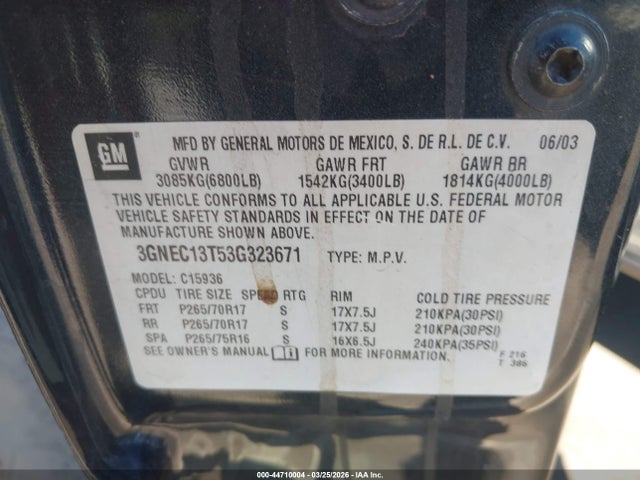 GM ® MFD BY GENERAL MOTORS DE MEXICO, S. DE R.L. DE C.V. 06/03
GVWR GAWR FRT GAWR RR
3085KG(6800LB) 1542KG(3400LB) 1814KG(4000LB)
THIS VEHICLE CONFORMS TO ALL APPLICABLE U.S. FEDERAL MOTOR
VEHICLE SAFETY STANDARDS IN EFFECT ON THE DATE OF
MANUFACTURE SHOWN ABOVE.
3GNEC13T53G323671 TYPE: M.P.V.
MODEL: C15936
CPDU TIRE SIZE SPEED RTG RIM COLD TIRE PRESSURE
FRT P265/70R17 S 17X7.5J 210KPA(30PSI)
RR P265/70R17 S 17X7.5J 210KPA(30PSI)
SPA P265/75R16 S 16X6.5J 240KPA(35PSI)
SEE OWNER'S MANUAL FOR MORE INFORMATION. F 216
T 386
000-44710004 | 03/25/2026 - IAA, Inc.